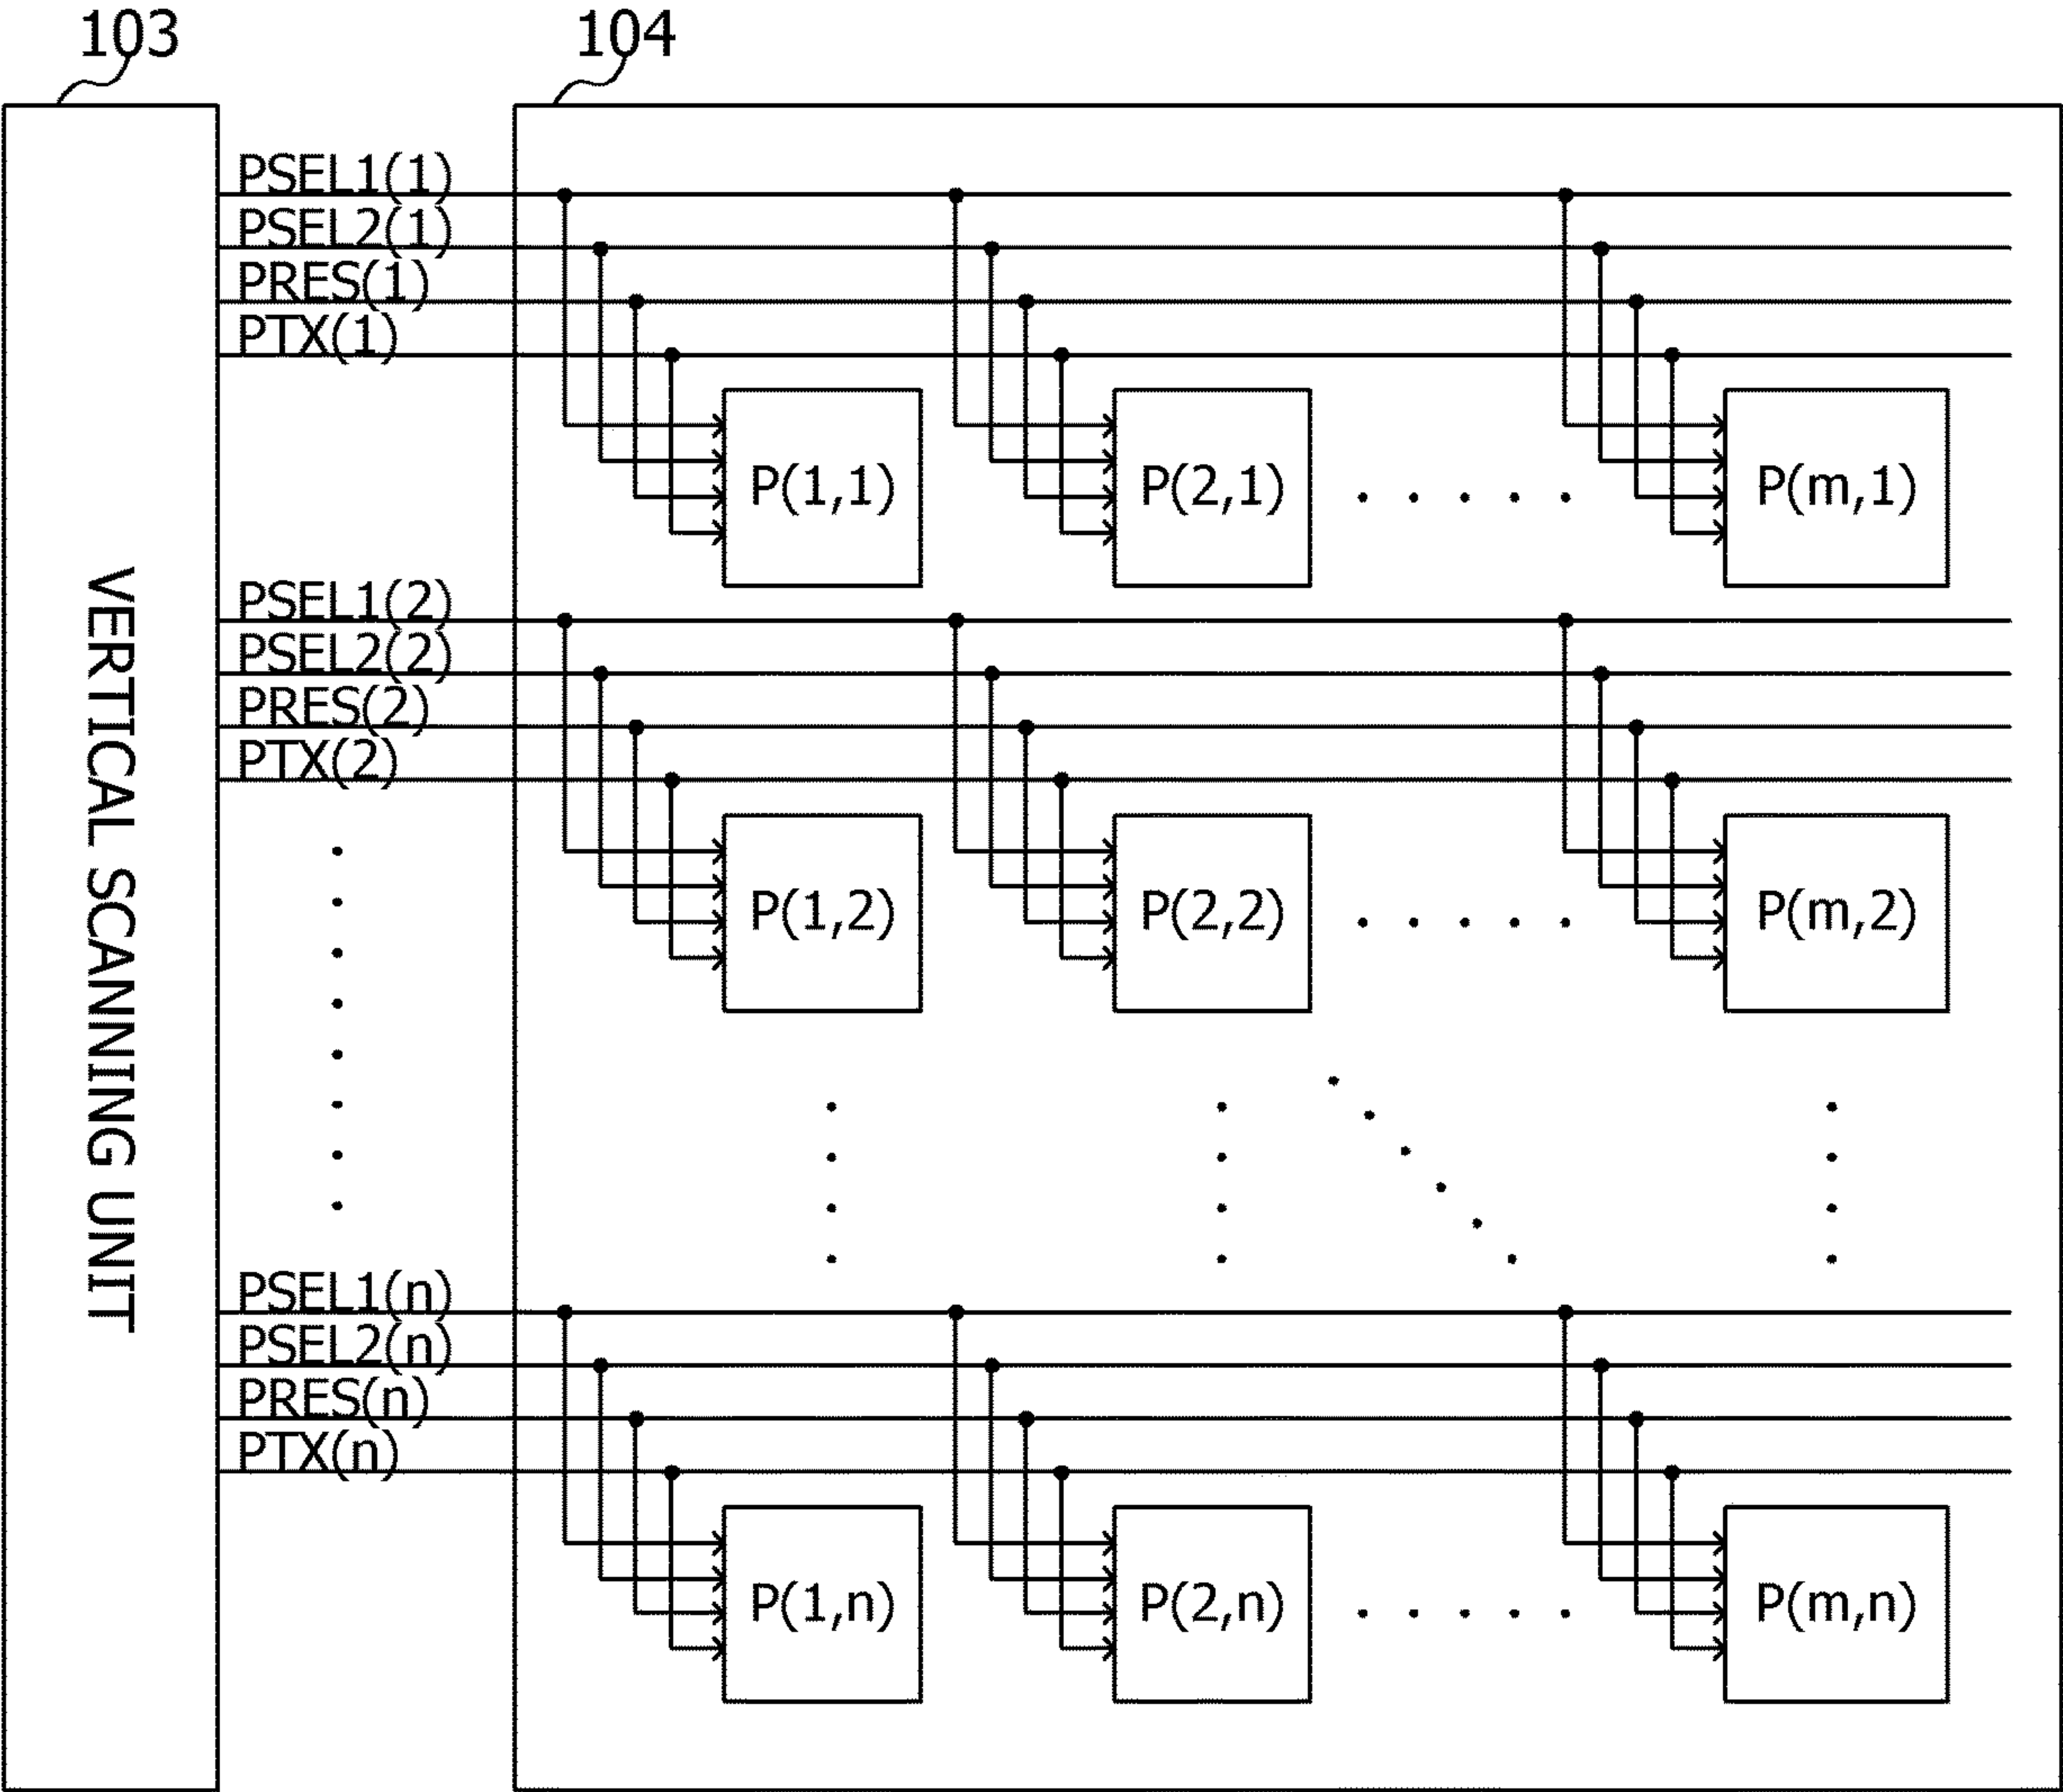 103 104
PSEL1(1)
PSEL2(1)
PRES(1)
PTX(1)
P(1,1) P(2,1) . . . . . P(m,1)
VERTICAL SCANNING UNIT
PSEL1(2)
PSEL2(2)
PRES(2)
PTX(2)
P(1,2) P(2,2) . . . . . P(m,2)
PSEL1(n)
PSEL2(n)
PRES(n)
PTX(n)
P(1,n) P(2,n) . . . . . P(m,n)